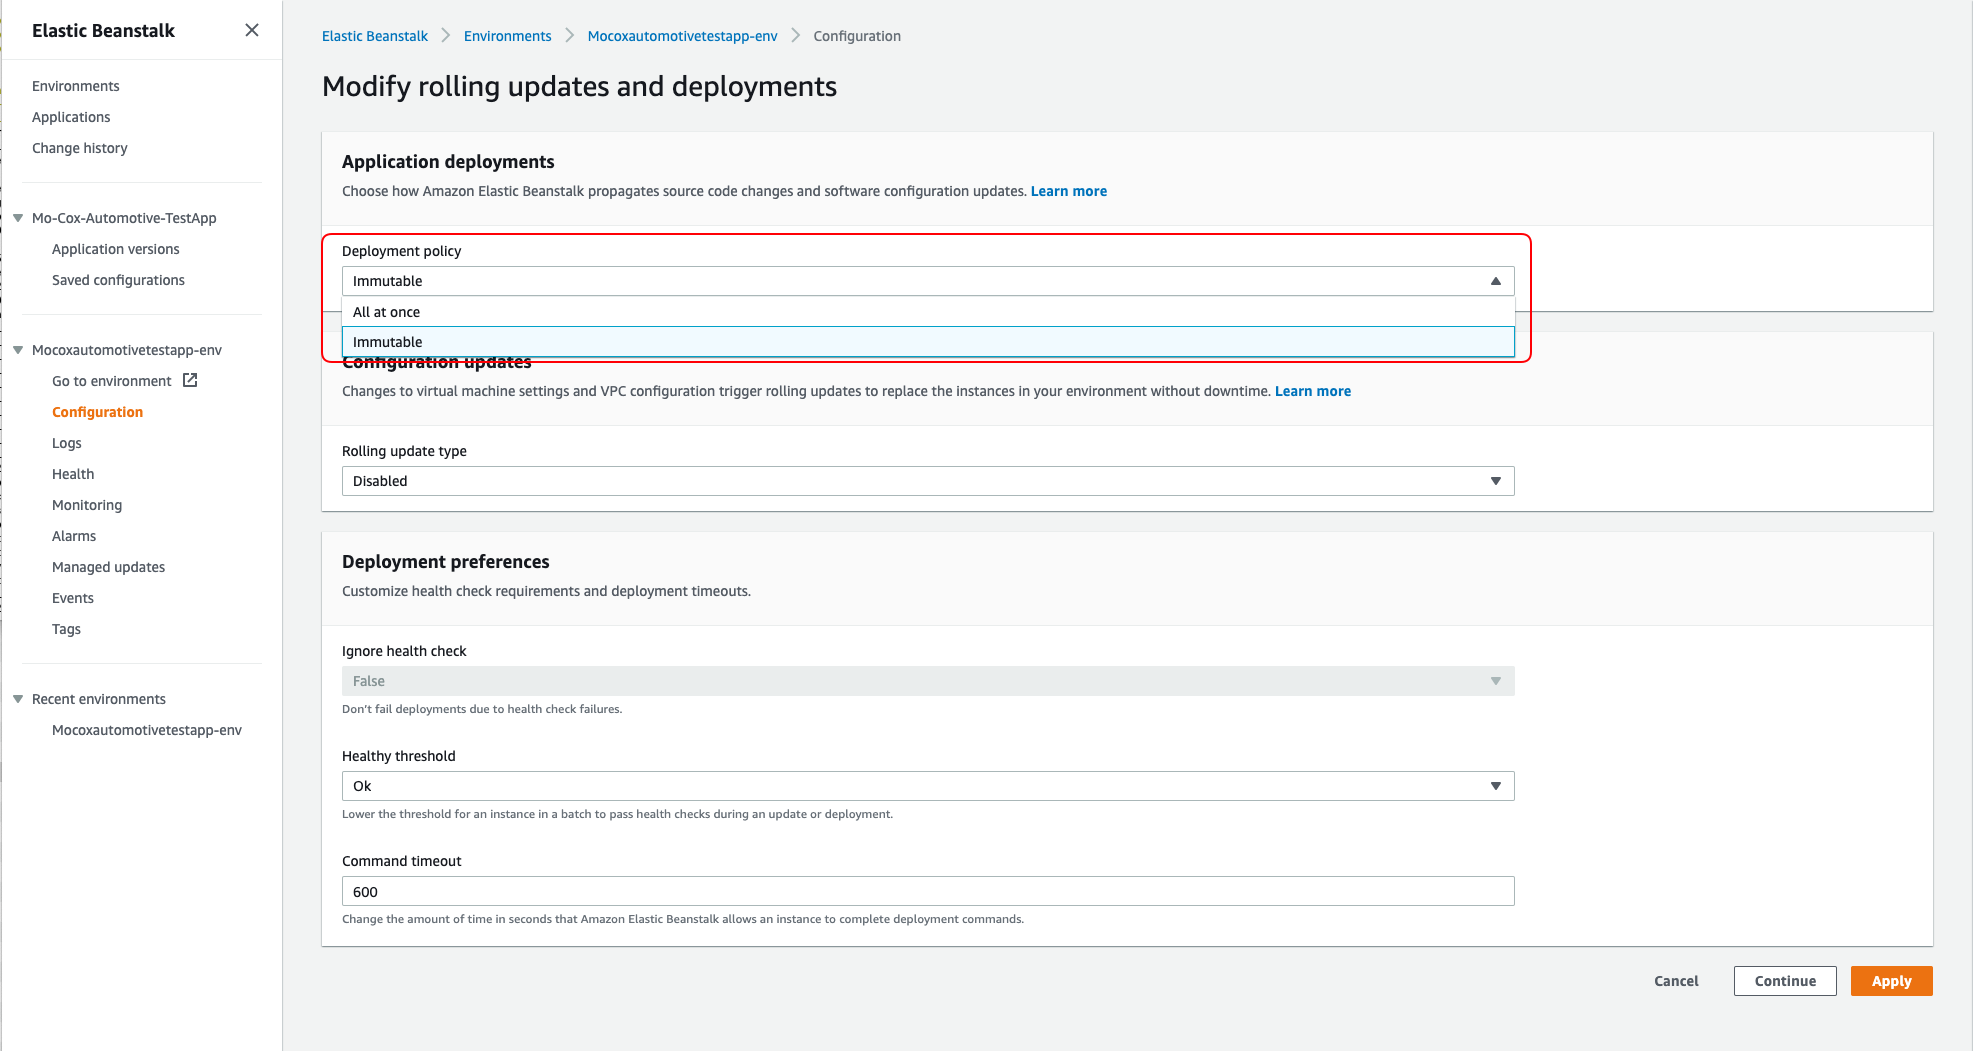 Elastic Beanstalk
Environments
Applications
Change history
Mo-Cox-Automotive-TestApp
Application versions
Saved configurations
Mocoxautomotivetestapp-env
Go to environment
Configuration
Logs
Health
Monitoring
Alarms
Managed updates
Events
Tags
Recent environments
Mocoxautomotivetestapp-env
Elastic Beanstalk > Environments > Mocoxautomotivetestapp-env > Configuration
Modify rolling updates and deployments
Application deployments
Choose how Amazon Elastic Beanstalk propagates source code changes and software configuration updates. Learn more
Deployment policy
Immutable
All at once
Immutable
Configuration updates
Changes to virtual machine settings and VPC configuration trigger rolling updates to replace the instances in your environment without downtime. Learn more
Rolling update type
Disabled
Deployment preferences
Customize health check requirements and deployment timeouts.
Ignore health check
False
Don't fail deployments due to health check failures.
Healthy threshold
Ok
Lower the threshold for an instance in a batch to pass health checks during an update or deployment.
Command timeout
600
Change the amount of time in seconds that Amazon Elastic Beanstalk allows an instance to complete deployment commands.
Cancel
Continue
Apply